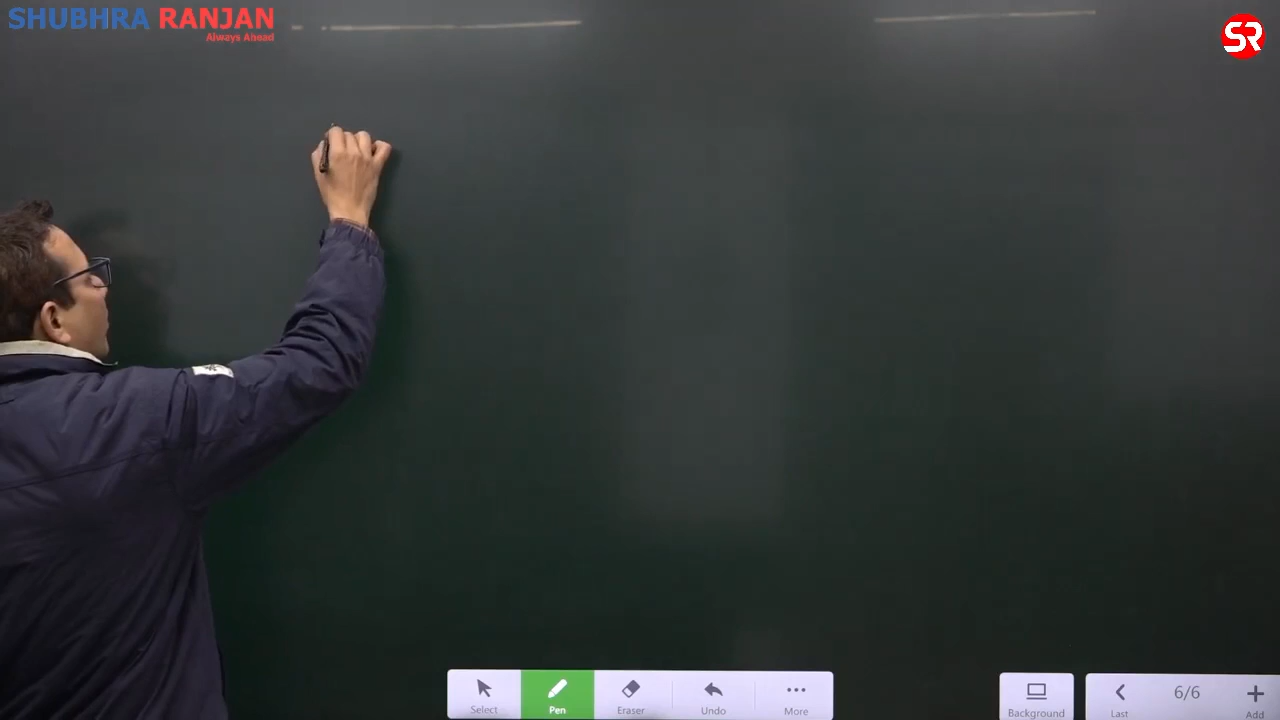 SHUBHRA RANJAN
Always Ahead
SR
Select
Pen
Eraser
Undo
More
Background
Last
6/6
Add